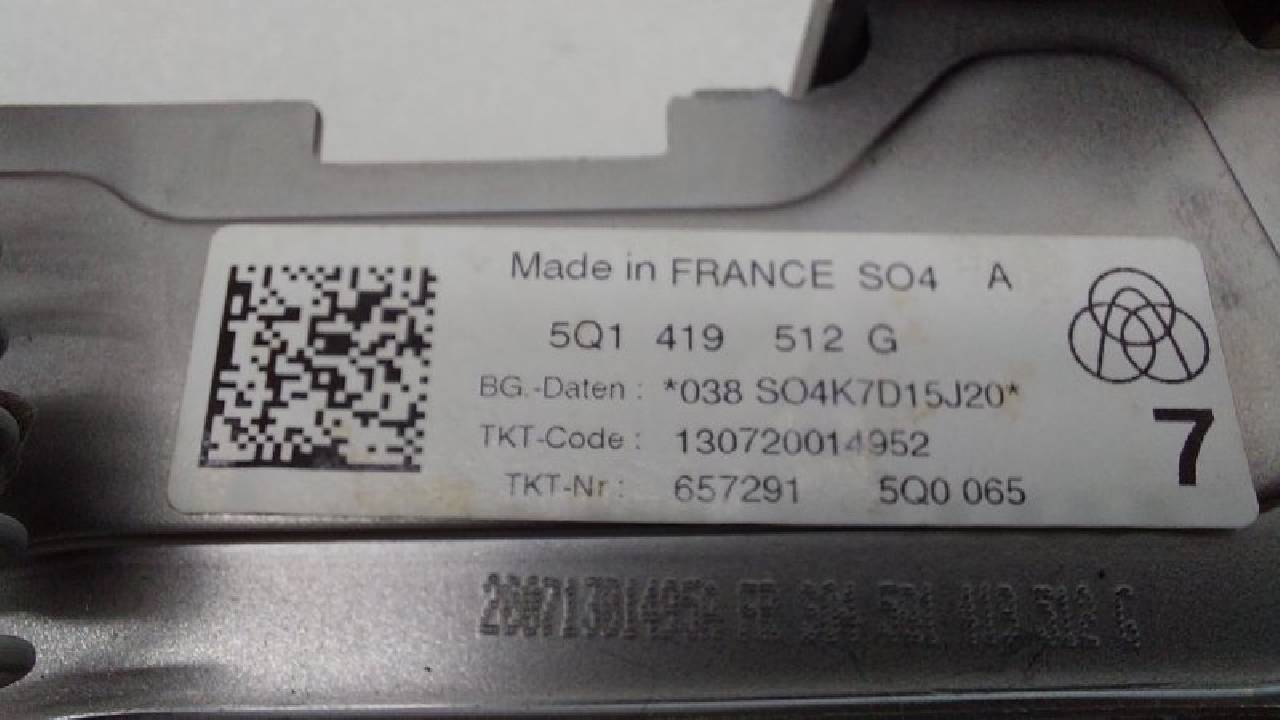 Made in FRANCE SO4 A
5Q1 419 512 G
BG.-Daten : *038 SO4K7D15J20*
TKT-Code : 130720014952
TKT-Nr : 657291 5Q0 065
7
512 G